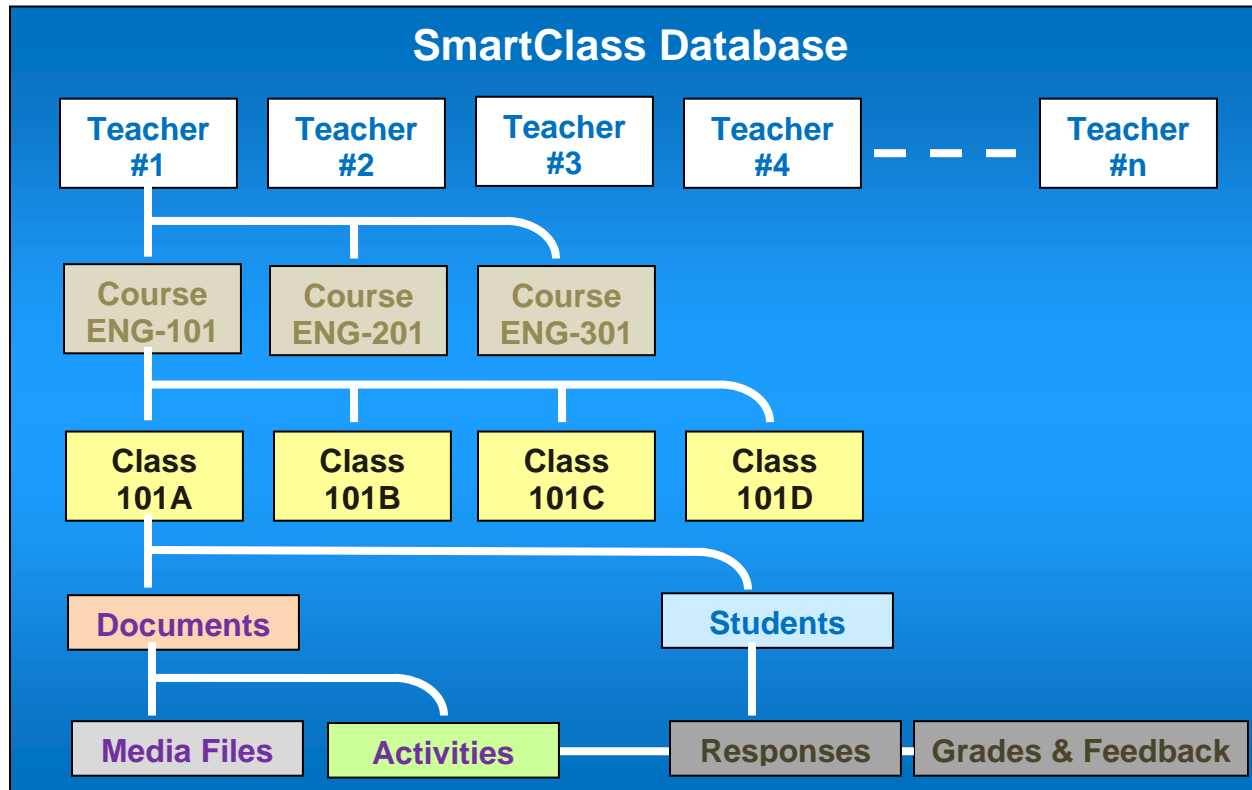 SmartClass Database
Teacher
#1
Teacher
#2
Teacher
#3
Teacher
#4
Teacher
#n
Course
ENG-101
Course
ENG-201
Course
ENG-301
Class
101A
Class
101B
Class
101C
Class
101D
Documents
Students
Media Files
Activities
Responses
Grades & Feedback